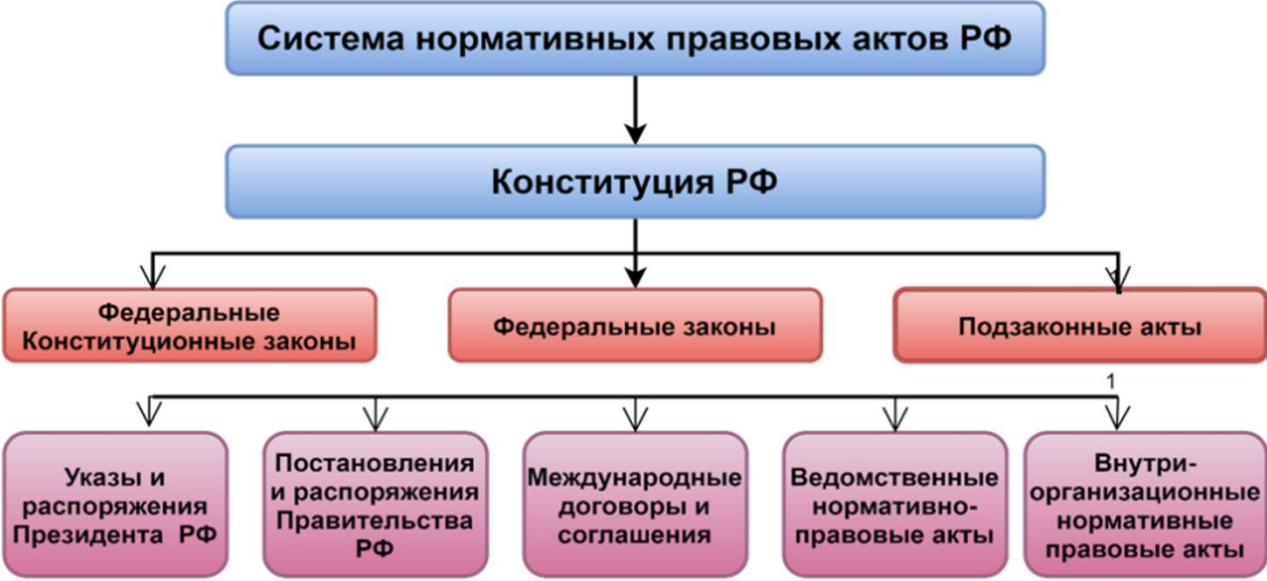 Система нормативных правовых актов РФ
Конституция РФ
Федеральные
Конституционные законы
Федеральные законы
Подзаконные акты
1
1
Указы и
распоряжения
Президента РФ
Постановления
и распоряжения
Правительства
РФ
Международные
договоры и
соглашения
Ведомственные
нормативно-
правовые акты
Внутри-
организационные
нормативные
правовые акты